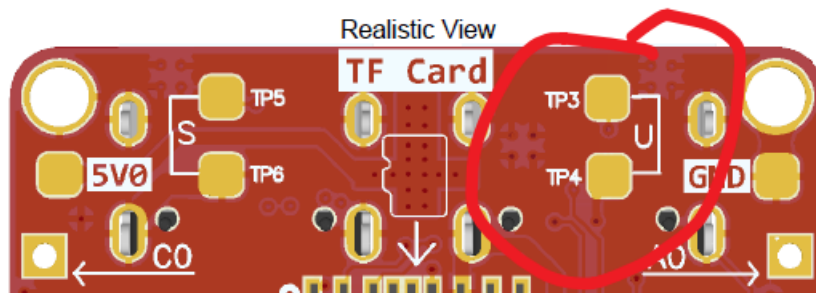 Realistic View
TF Card
TP5
TP3
S
U
5V0
TP6
TP4
GND
C0
A0